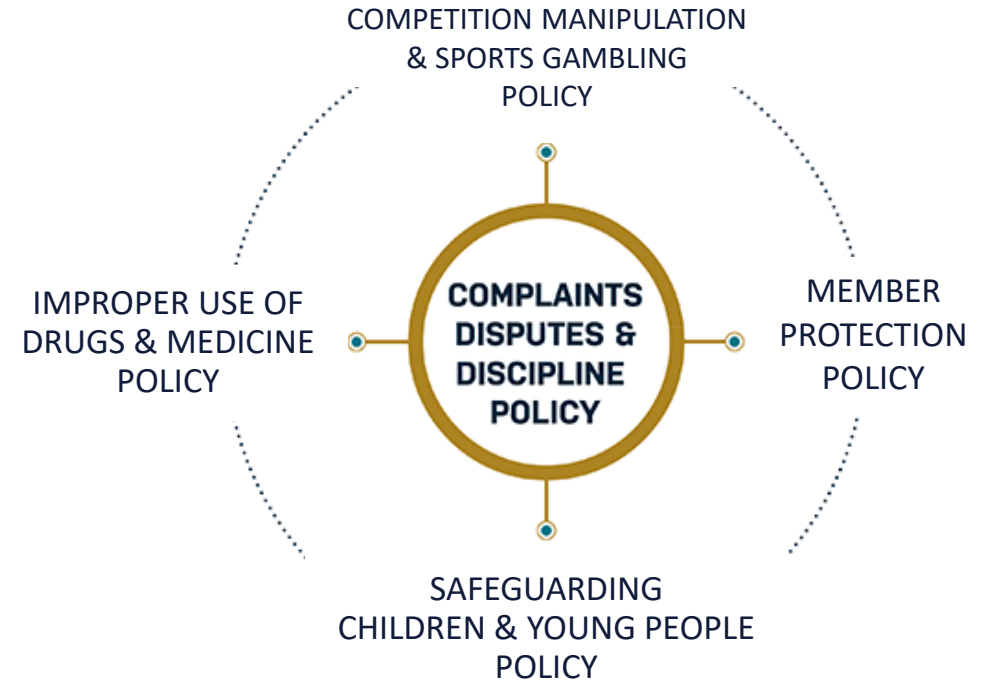 COMPETITION MANIPULATION
& SPORTS GAMBLING
POLICY
IMPROPER USE OF
DRUGS & MEDICINE
POLICY
COMPLAINTS
DISPUTES &
DISCIPLINE
POLICY
MEMBER
PROTECTION
POLICY
SAFEGUARDING
CHILDREN & YOUNG PEOPLE
POLICY